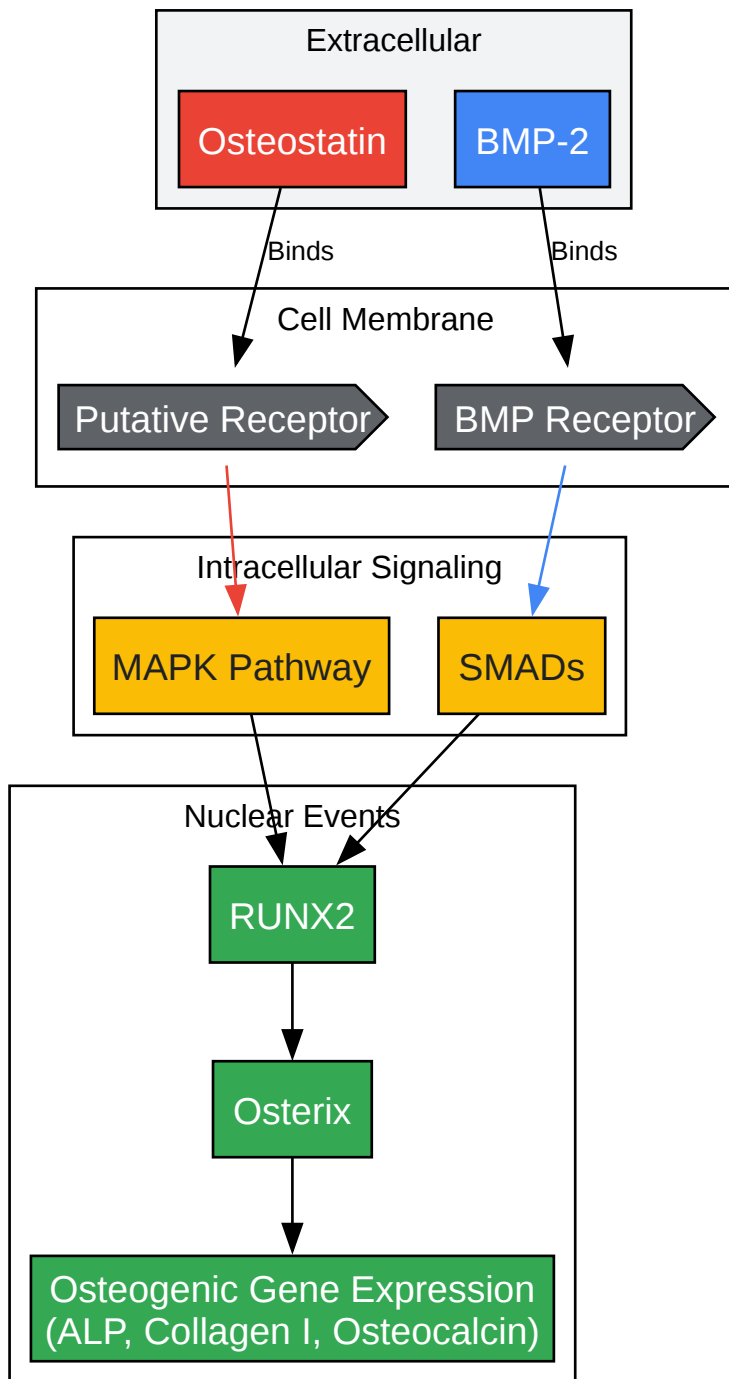 Extracellular
Osteostatin
BMP-2
Binds
Binds
Cell Membrane
Putative Receptor
BMP Receptor
Intracellular Signaling
MAPK Pathway
SMADs
Nuclear Events
RUNX2
Osterix
Osteogenic Gene Expression
(ALP, Collagen I, Osteocalcin)